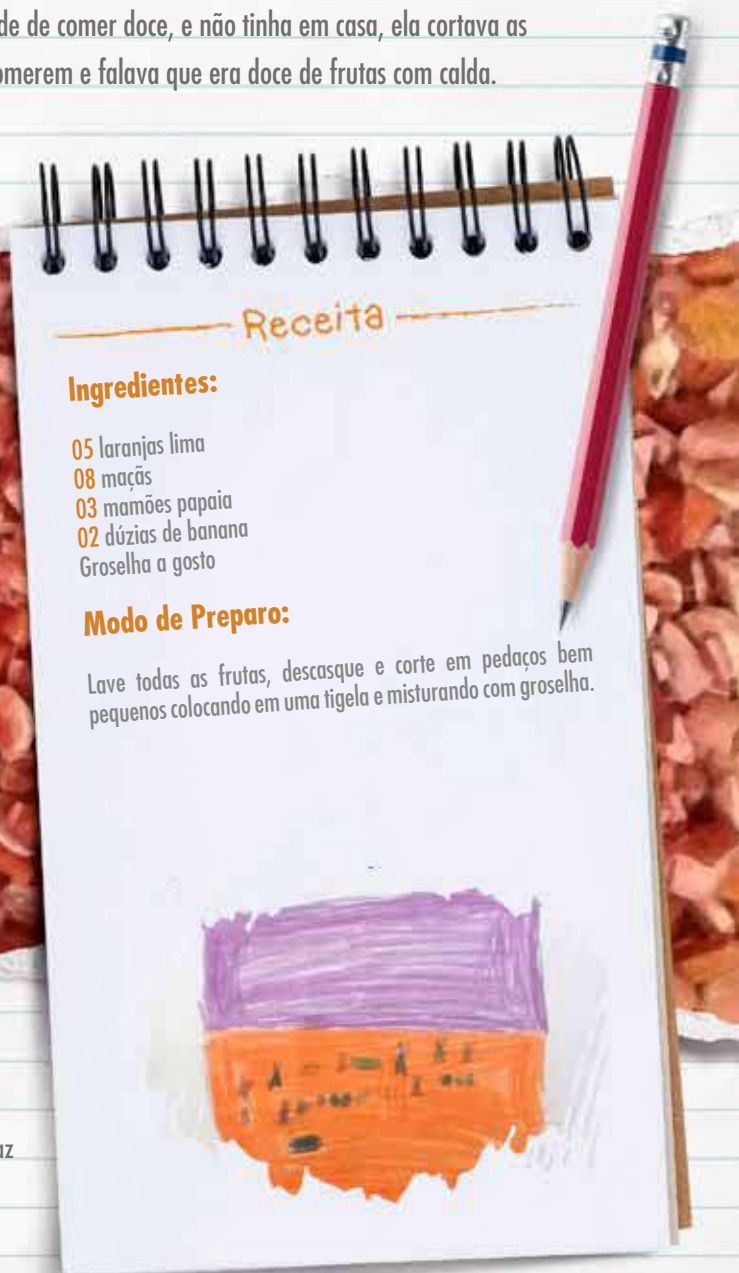 de de comer doce, e não tinha em casa, ela cortava as
omerem e falava que era doce de frutas com calda.
Receita
Ingredientes:
05 laranjas lima
08 maçãs
03 mamões papaia
02 dúzias de banana
Groselha a gosto
Modo de Preparo:
Lave todas as frutas, descasque e corte em pedaços bem
pequenos colocando em uma tigela e misturando com groselha.
az